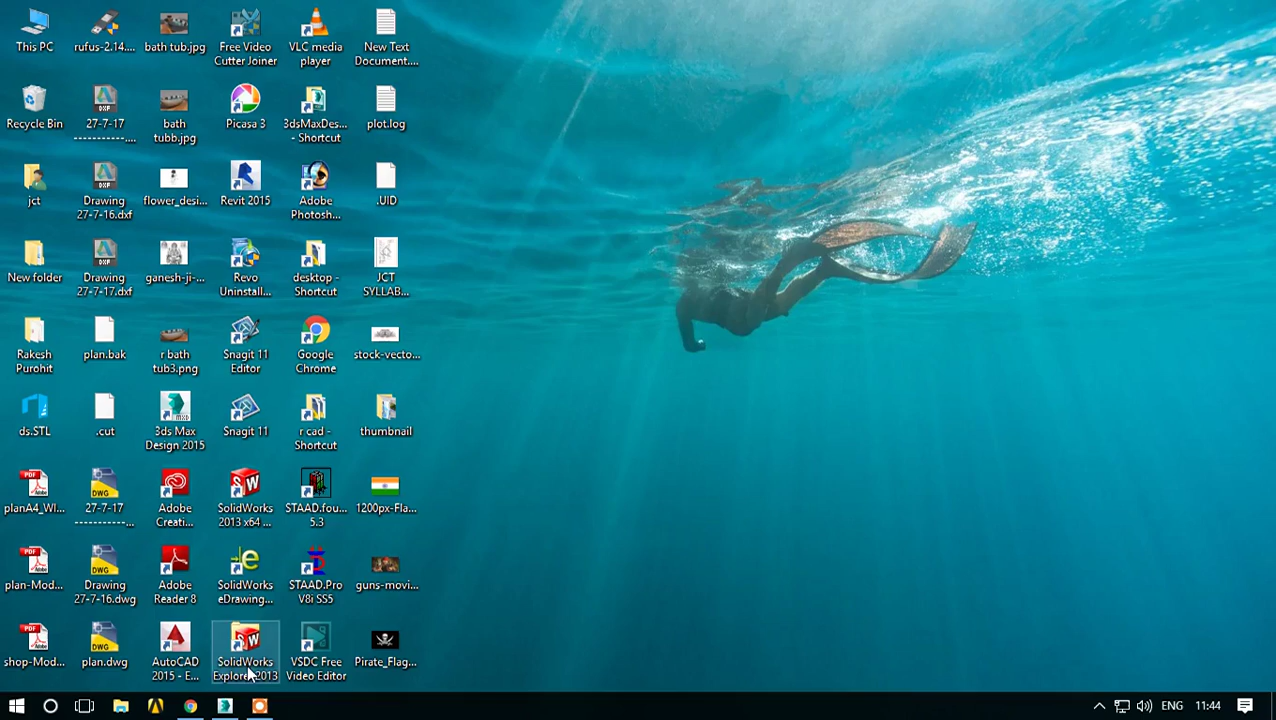 This PC
Recycle Bin
jct
New folder
Rakesh
Purohit
ds.STL
planA4_WI...
plan-Mod...
shop-Mod...
rufus-2.14....
27-7-17
------------....
Drawing
27-7-16.dxf
Drawing
27-7-17.dxf
plan.bak
.cut
27-7-17
------------...
Drawing
27-7-16.dwg
plan.dwg
bath tub.jpg
bath
tubb.jpg
flower_desi...
ganesh-ji-...
r bath
tub3.png
3ds Max
Design 2015
Adobe
Creati...
Adobe
Reader 8
AutoCAD
2015 - E...
Free Video
Cutter Joiner
Picasa 3
Revit 2015
Revo
Uninstall...
Snagit 11
Editor
Snagit 11
SolidWorks
2013 x64 ...
SolidWorks
eDrawing...
SolidWorks
Explorer 2013
VLC media
player
3dsMaxDes...
- Shortcut
Adobe
Photosh...
desktop -
Shortcut
Google
Chrome
r cad -
Shortcut
STAAD.fou...
5.3
STAAD.Pro
V8i SS5
VSDC Free
Video Editor
New Text
Document....
plot.log
.UID
JCT
SYLLAB...
stock-vecto...
thumbnail
1200px-Fla...
guns-movi...
Pirate_Flag...
ENG
11:44